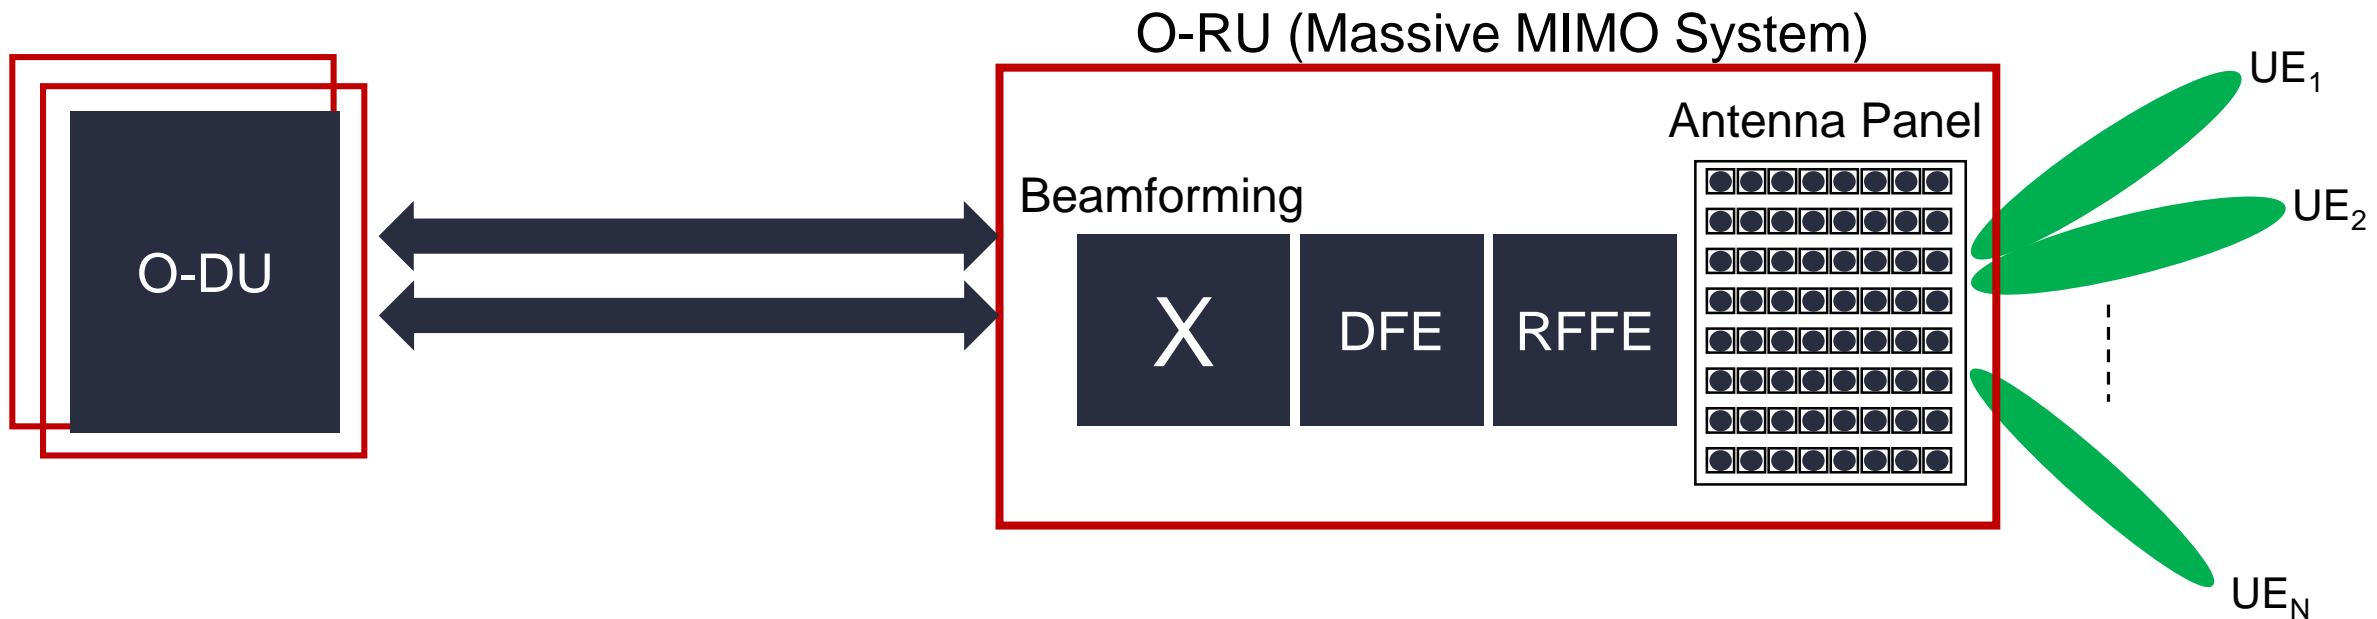 O-RU (Massive MIMO System)
UE1
Antenna Panel
Beamforming
UE2
O-DU
X
DFE
RFFE
UEN